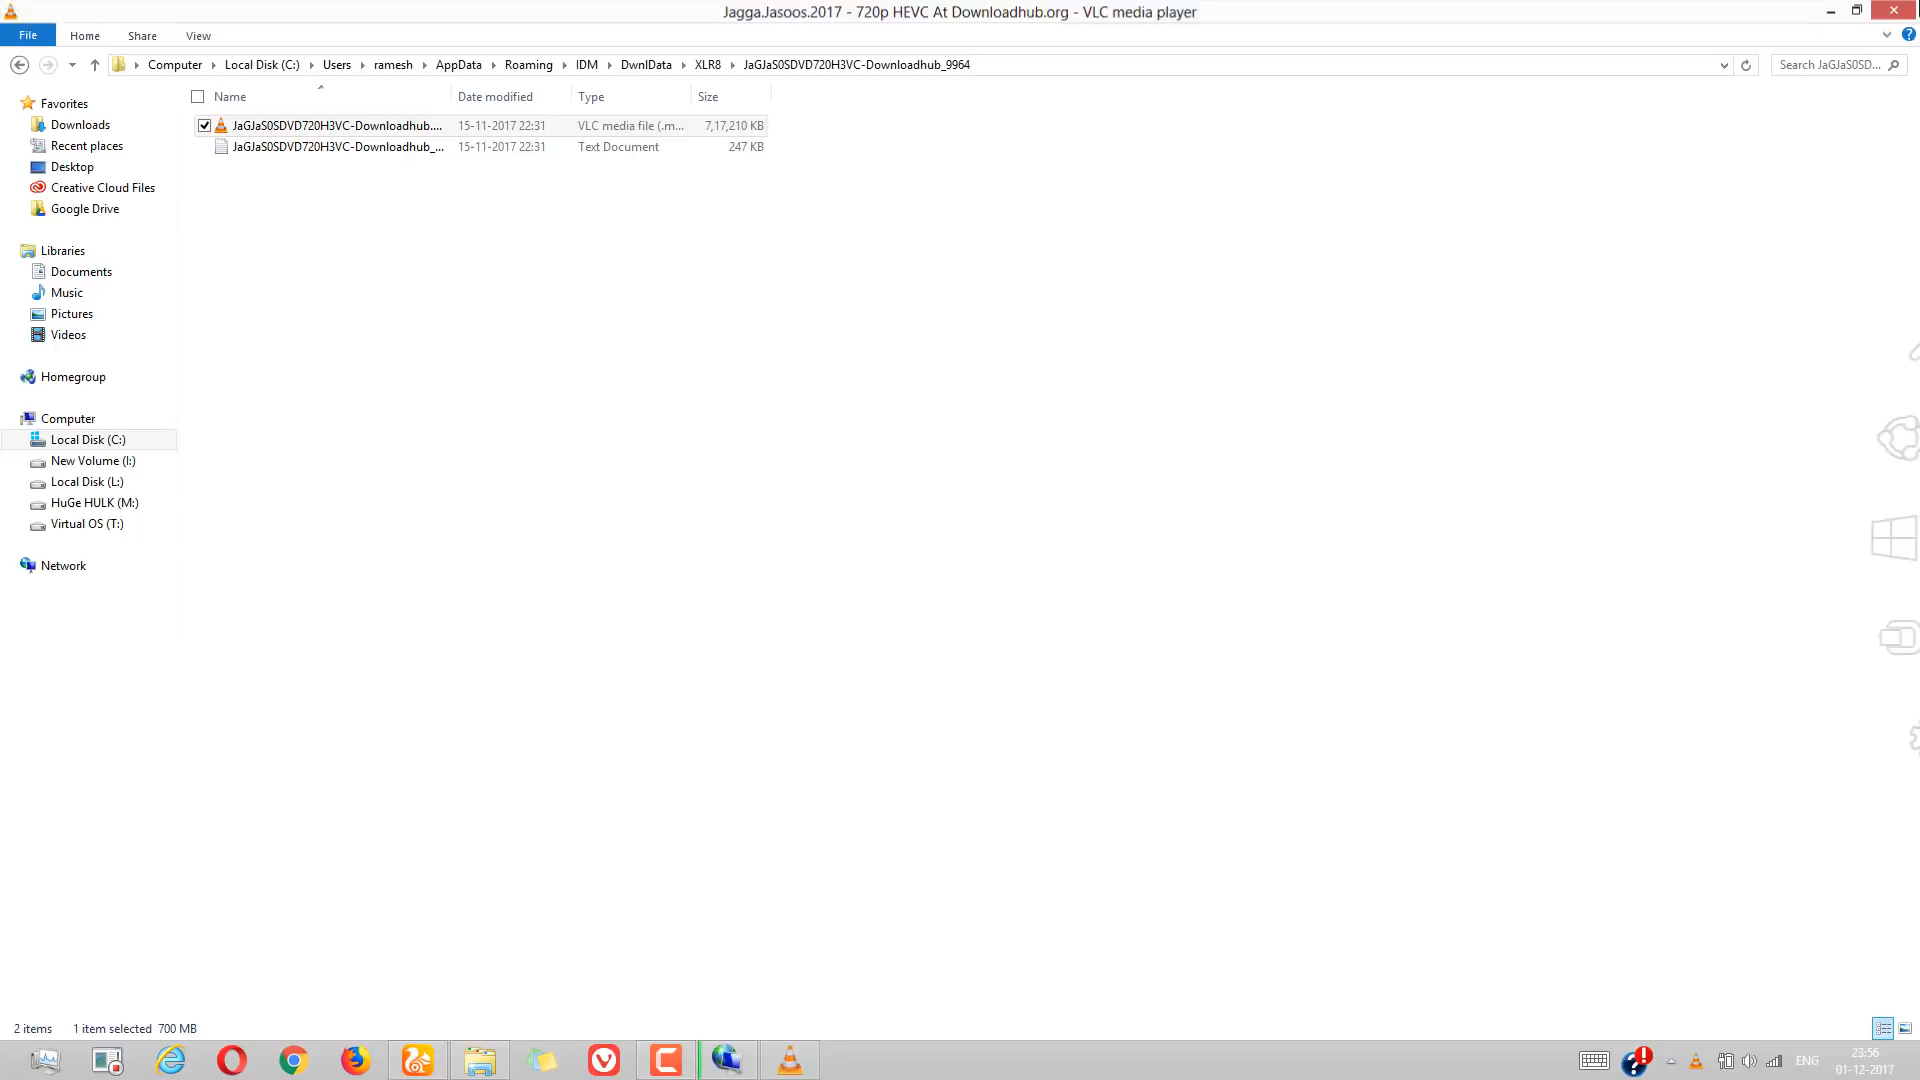 Jagga.Jasoos.2017 - 720p HEVC At Downloadhub.org - VLC media player
File Home Share View
Computer Local Disk (C:) Users ramesh AppData Roaming IDM DwnlData XLR8 JaGJaS0SDVD720H3VC-Downloadhub_9964
Search JaGJaS0SD...
Name Date modified Type Size
JaGJaS0SDVD720H3VC-Downloadhub.... 15-11-2017 22:31 VLC media file (.m... 7,17,210 KB
JaGJaS0SDVD720H3VC-Downloadhub_... 15-11-2017 22:31 Text Document 247 KB
Favorites
Downloads
Recent places
Desktop
Creative Cloud Files
Google Drive
Libraries
Documents
Music
Pictures
Videos
Homegroup
Computer
Local Disk (C:)
New Volume (I:)
Local Disk (L:)
HuGe HULK (M:)
Virtual OS (T:)
Network
2 items 1 item selected 700 MB
ENG
23:56
01-12-2017